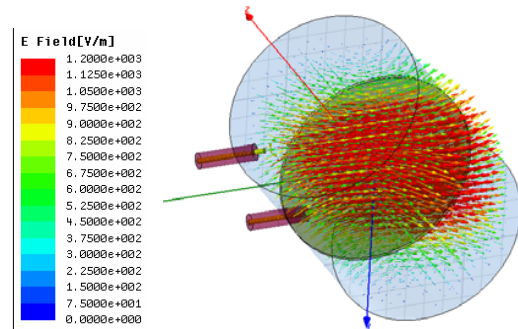 E Field[V/m]
1.2000e+003
1.1250e+003
1.0500e+003
9.7500e+002
9.0000e+002
8.2500e+002
7.5000e+002
6.7500e+002
6.0000e+002
5.2500e+002
4.5000e+002
3.7500e+002
3.0000e+002
2.2500e+002
1.5000e+002
7.5000e+001
0.0000e+000